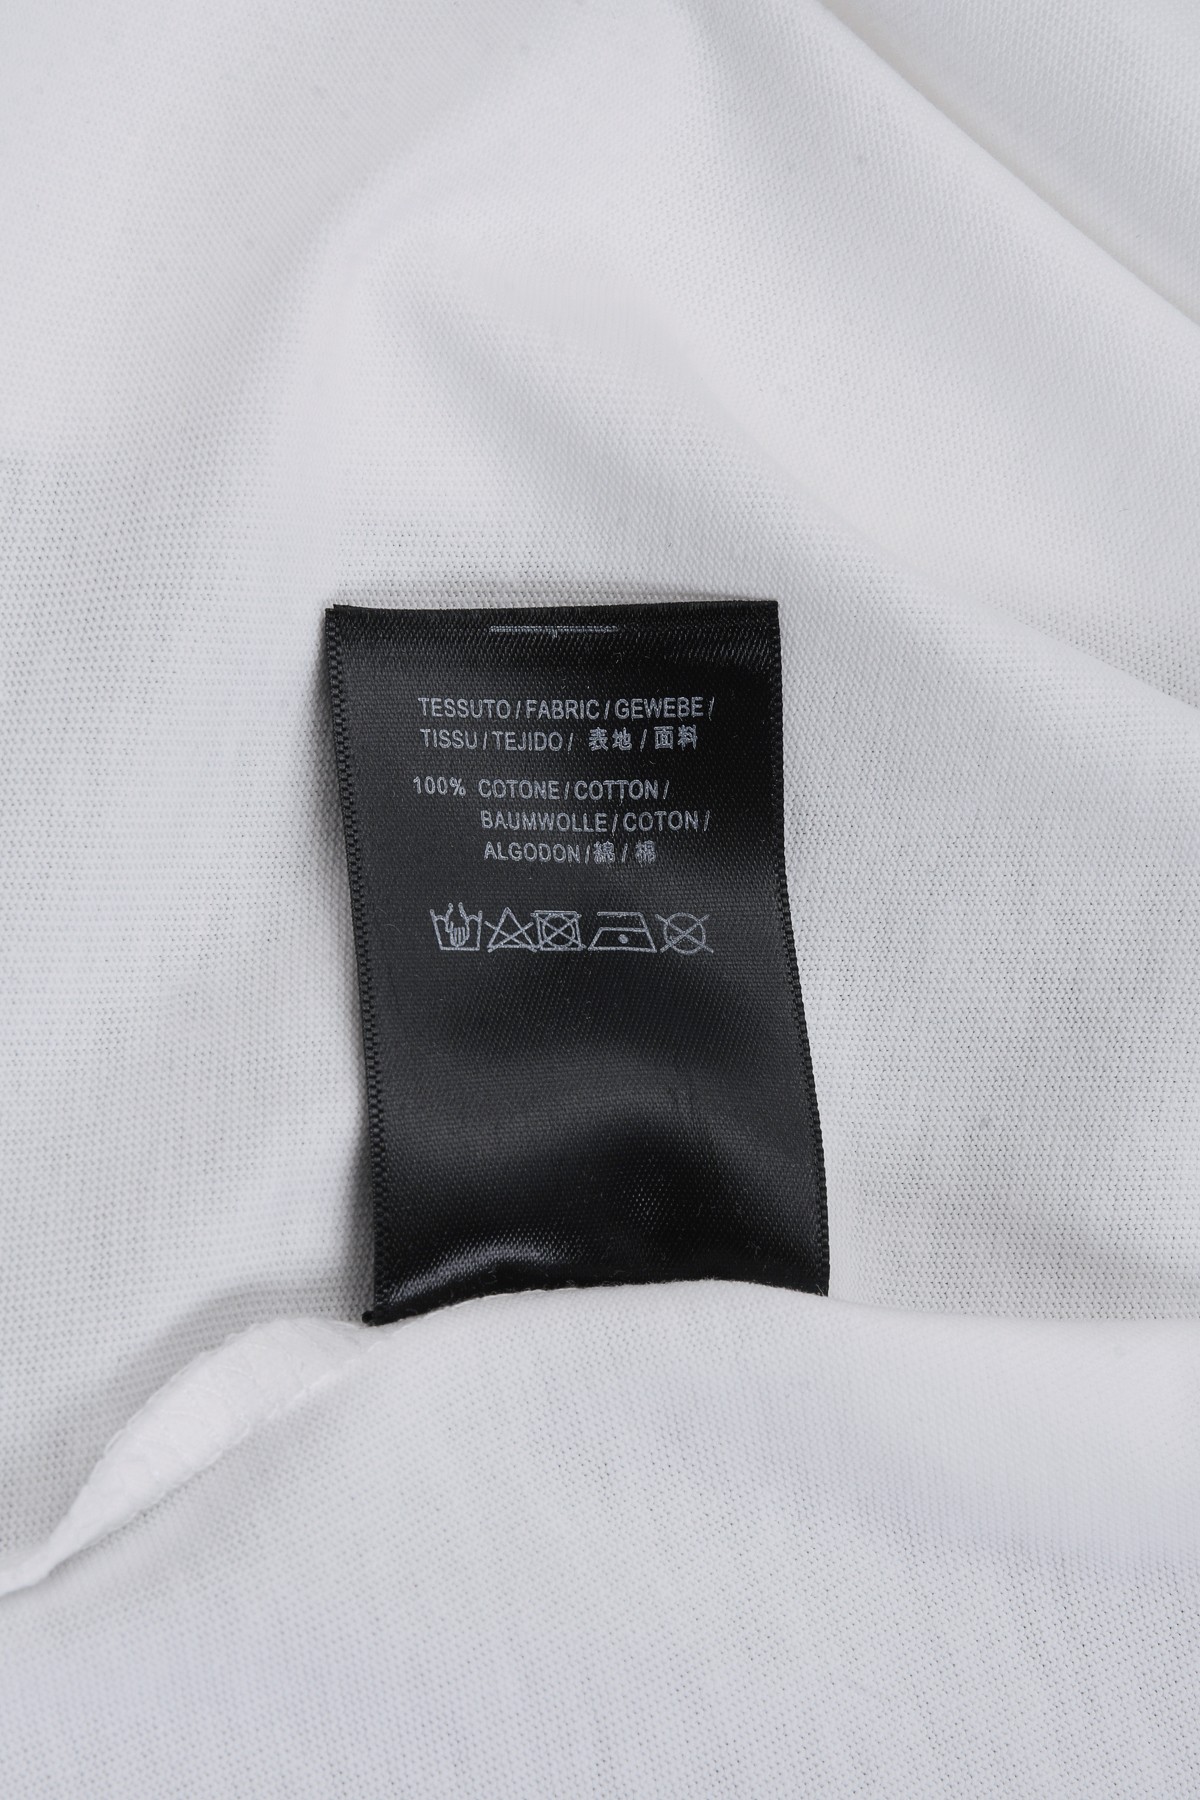 TESSUTO / FABRIC / GEWEBE /
TISSU / TEJIDO / 表地 / 面料
100% COTONE / COTTON /
BAUMWOLLE / COTON /
ALGODON / 綿 / 棉